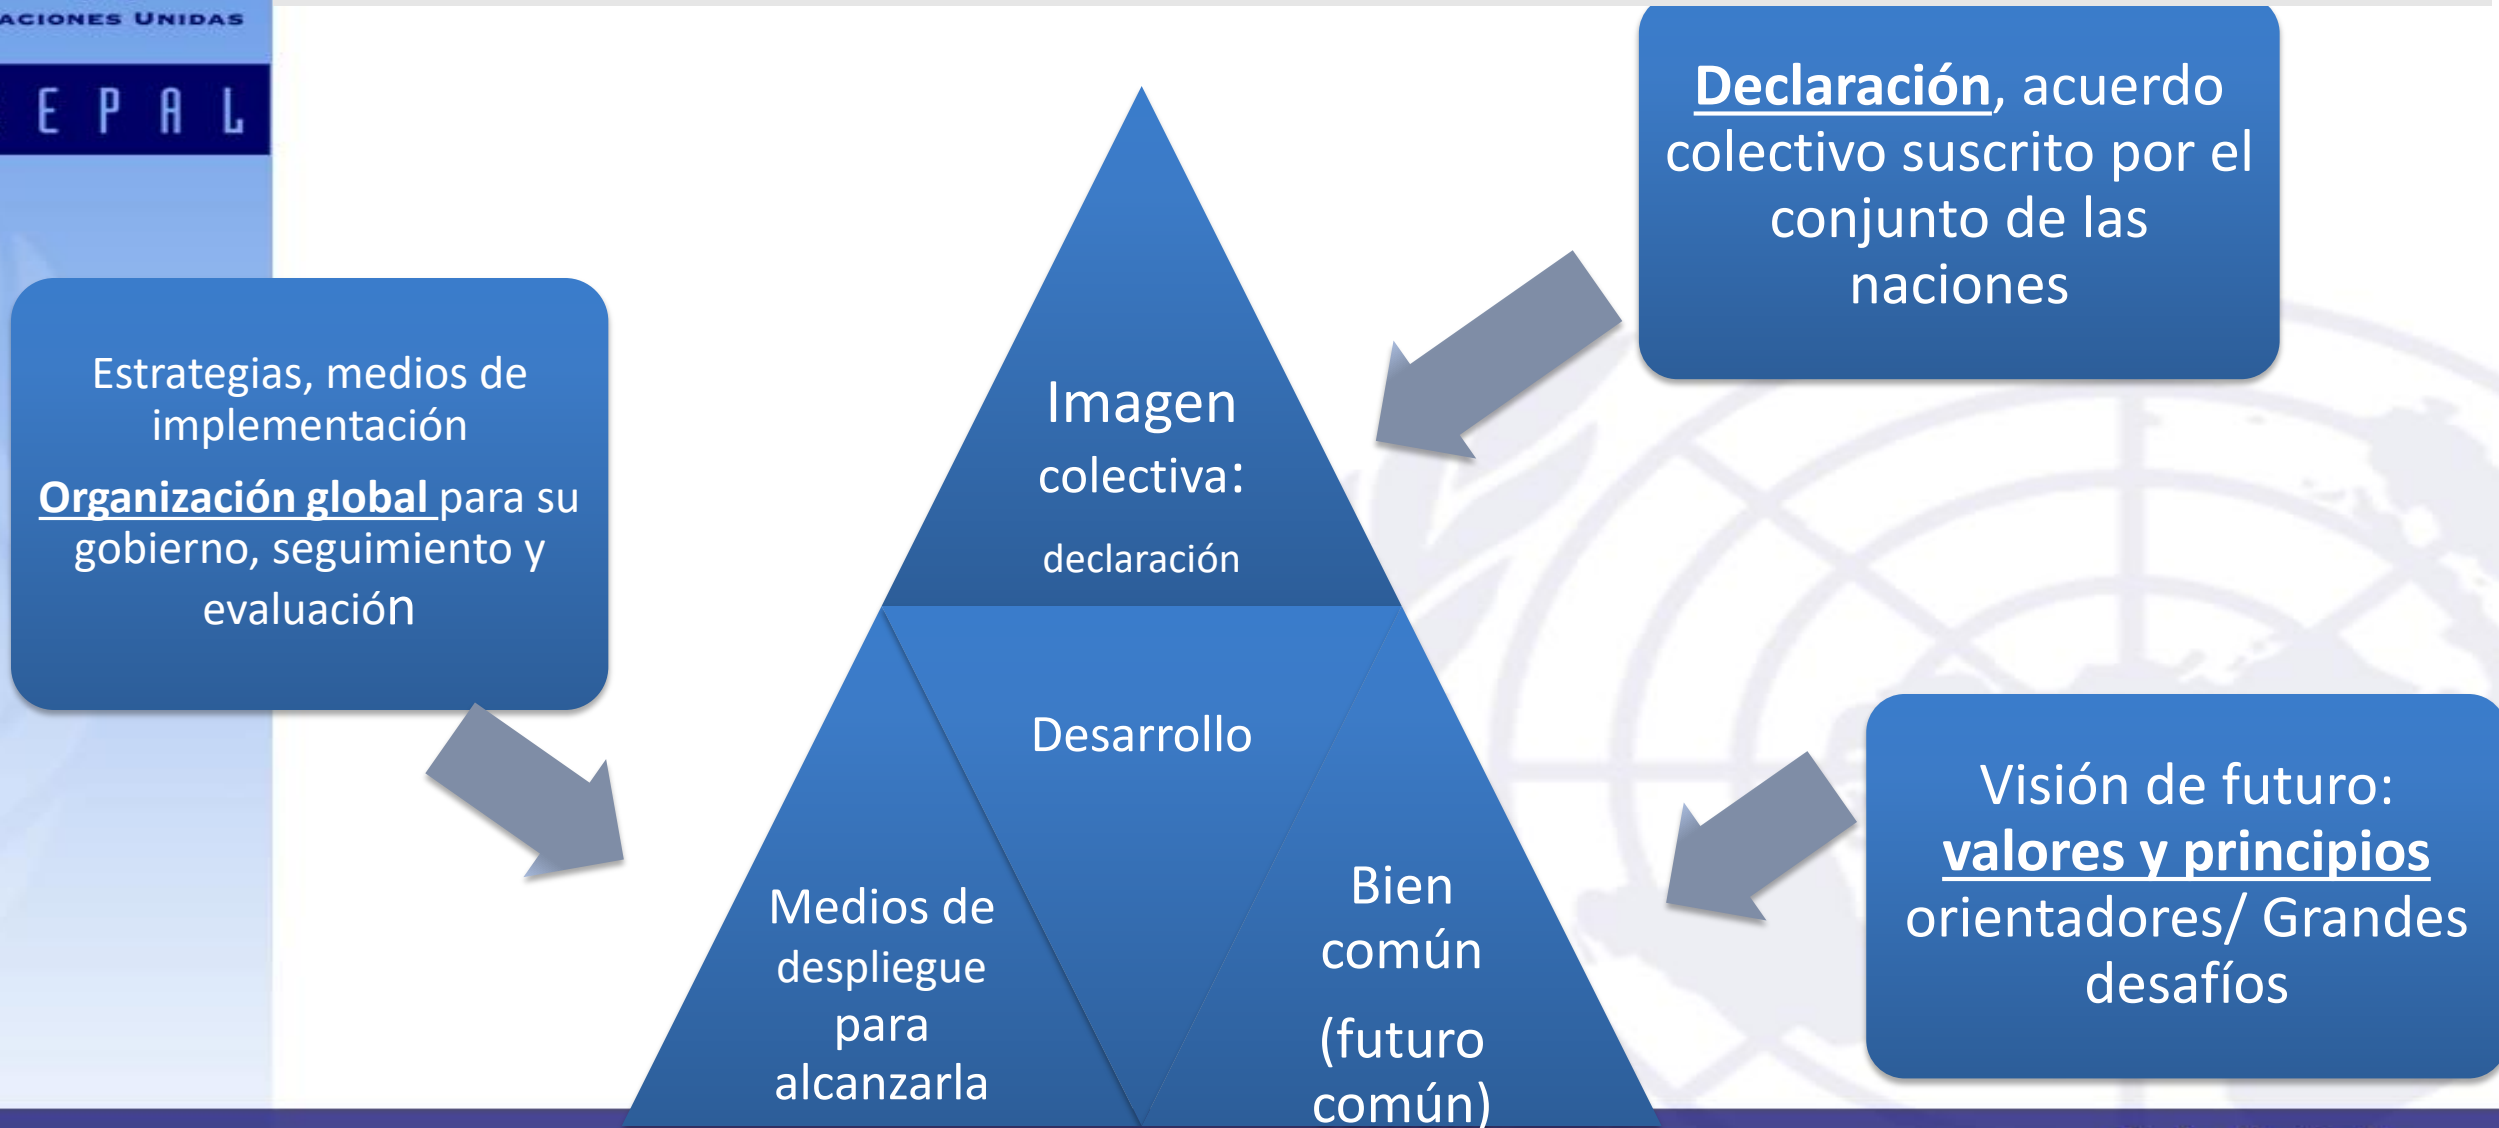 ACIONES UNIDAS
EPAL
Declaración, acuerdo
colectivo suscrito por el
conjunto de las
naciones
Estrategias, medios de
implementación
Organización global para su
gobierno, seguimiento y
evaluación
Imagen
colectiva:
declaración
Desarrollo
Medios de
despliegue
para
alcanzarla
Bien
común
(futuro
común)
Visión de futuro:
valores y principios
orientadores/ Grandes
desafíos